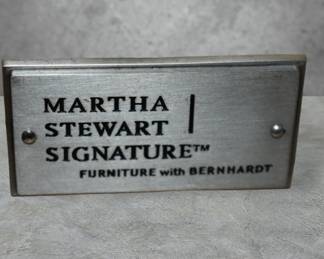 MARTHA
STEWART
SIGNATURE™
FURNITURE with BERNHARDT